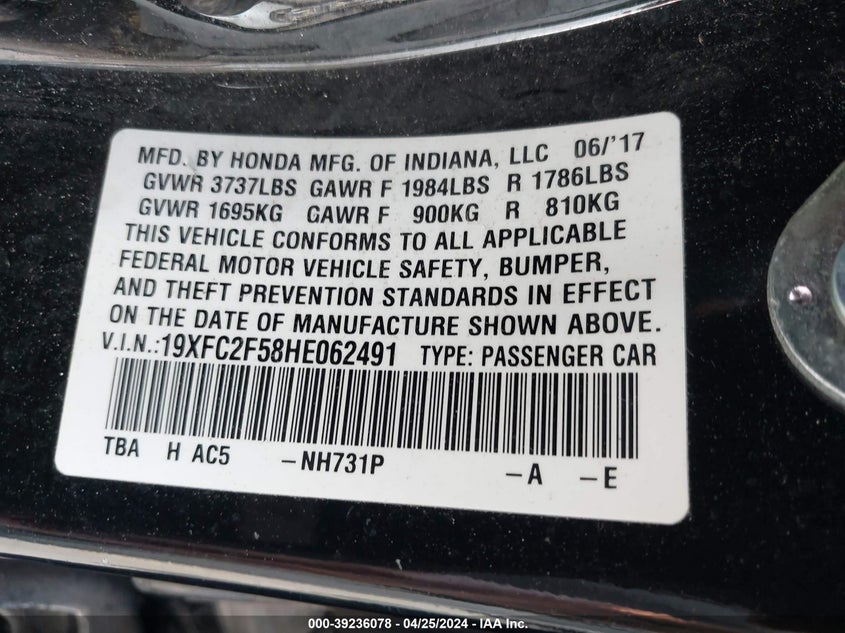 MFD. BY HONDA MFG. OF INDIANA, LLC 06/'17
GVWR 3737LBS GAWR F 1984LBS R 1786LBS
GVWR 1695KG GAWR F 900KG R 810KG
THIS VEHICLE CONFORMS TO ALL APPLICABLE
FEDERAL MOTOR VEHICLE SAFETY, BUMPER,
AND THEFT PREVENTION STANDARDS IN EFFECT
ON THE DATE OF MANUFACTURE SHOWN ABOVE.
V.I.N.:19XFC2F58HE062491 TYPE: PASSENGER CAR
TBA H AC5 -NH731P -A -E
000-39236078 - 04/25/2024 - IAA Inc.